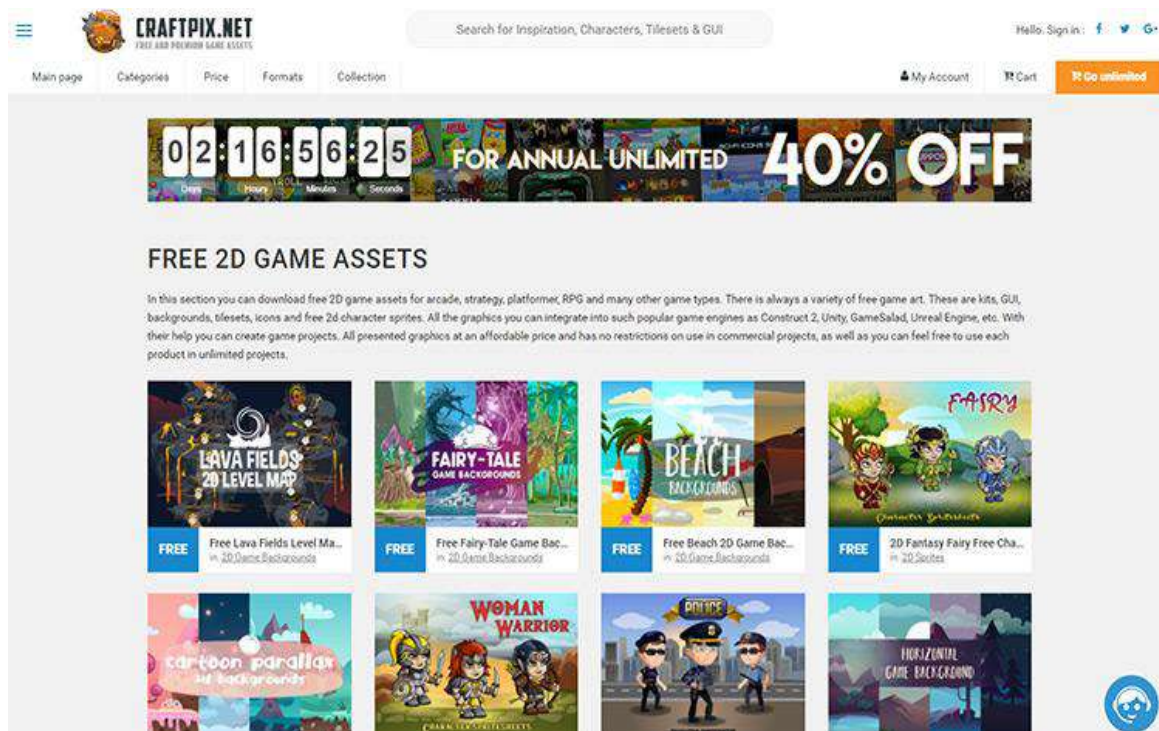 CRAFTPIX.NET
FREE AND PREMIUM GAME ASSETS
Search for Inspiration, Characters, Tilesets & GUI
Hello. Sign in :
Main page Categories Price Formats Collection
My Account Cart Go unlimited
02:16:56:25
Days Hour Minutes Seconds
FOR ANNUAL UNLIMITED 40% OFF
FREE 2D GAME ASSETS
In this section you can download free 2D game assets for arcade, strategy, platformer, RPG and many other game types. There is always a variety of free game art. These are kits, GUI,
backgrounds, tilesets, icons and free 2d character sprites. All the graphics you can integrate into such popular game engines as Construct 2, Unity, GameSalad, Unreal Engine, etc. With
their help you can create game projects. All presented graphics at an affordable price and has no restrictions on use in commercial projects, as well as you can feel free to use each
product in unlimited projects.
LAVA FIELDS
2D LEVEL MAP
FREE
Free Lava Fields Level Ma...
in: 2D Game Backgrounds
FAIRY-TALE
GAME BACKGROUNDS
FREE
Free Fairy-Tale Game Bac...
in: 2D Game Backgrounds
BEACH
BACKGROUNDS
FREE
Free Beach 2D Game Bac...
in: 2D Game Backgrounds
FAIRY
Character Spritesheets
FREE
2D Fantasy Fairy Free Cha...
in: 2D Sprites
cartoon parallax
2d backgrounds
WOMAN
WARRIOR
CHARACTER SPRITESHEETS
POLICE
HORIZONTAL
GAME BACKGROUND